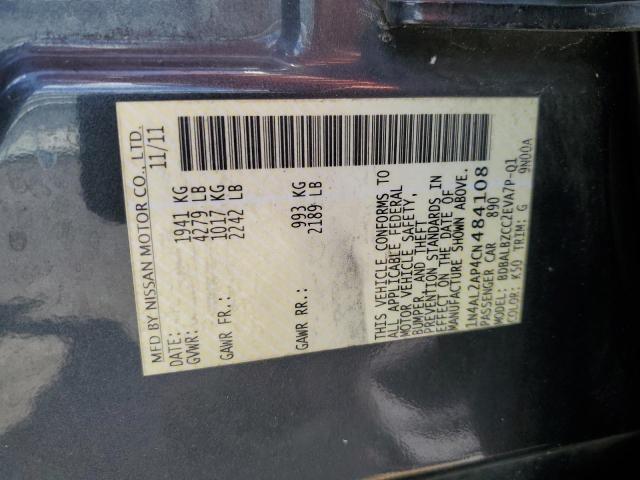 MFD BY NISSAN MOTOR CO., LTD.
DATE: 11/11
GVWR: 1941 KG
4279 LB
GAWR FR.: 1017 KG
2242 LB
GAWR RR.: 993 KG
2189 LB
THIS VEHICLE CONFORMS TO
ALL APPLICABLE FEDERAL
MOTOR VEHICLE SAFETY,
BUMPER, AND THEFT
PREVENTION STANDARDS IN
EFFECT ON THE DATE OF
MANUFACTURE SHOWN ABOVE.
1N4AL2AP4CN484108
PASSENGER CAR 890
MODEL: BDBALBZCCZEVA7P-01
COLOR: K50 TRIM: G 9N00A